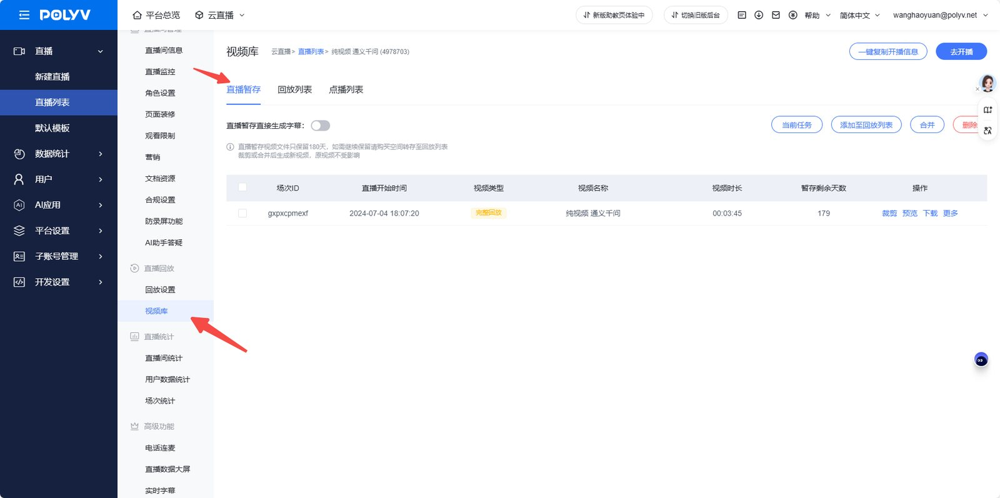 POLYV
平台总览
云直播
新版助教页体验中
切换旧版后台
帮助
简体中文
wanghaoyuan@polyv.net
直播
新建直播
直播列表
默认模板
数据统计
用户
AI应用
平台设置
子账号管理
开发设置
直播间管理
直播间信息
直播监控
角色设置
页面装修
观看限制
营销
文档资源
合规设置
防录屏功能
AI助手答疑
直播回放
回放设置
视频库
直播统计
直播间统计
用户数据统计
场次统计
高级功能
电话连麦
直播数据大屏
实时字幕
视频库
云直播> 直播列表> 纯视频 通义千问 (4978703)
一键复制开播信息
去开播
直播暂存
回放列表
点播列表
直播暂存直接生成字幕：
当前任务
添加至回放列表
合并
删除
直播暂存视频文件只保留180天，如需继续保留请购买空间转存至回放列表
裁剪或合并后生成新视频，原视频不受影响
场次ID 直播开始时间 视频类型 视频名称 视频时长 暂存剩余天数 操作
gxpxcpmexf 2024-07-04 18:07:20 完整回放 纯视频 通义千问 00:03:45 179 裁剪 预览 下载 更多